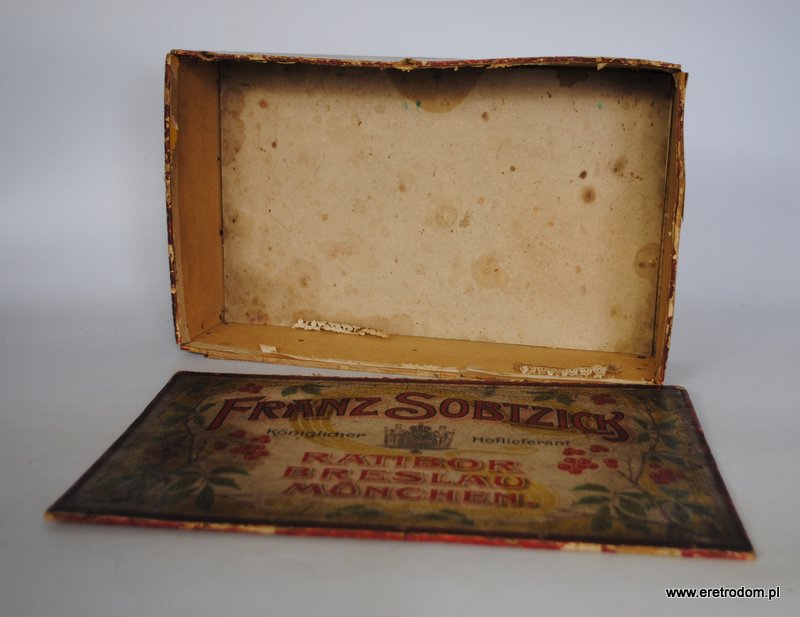 FRANZ SOBTZICK
Königlicher Hoflieferant
RATIBOR
BRESLAU
MÜNCHEN.
www.eretrodom.pl